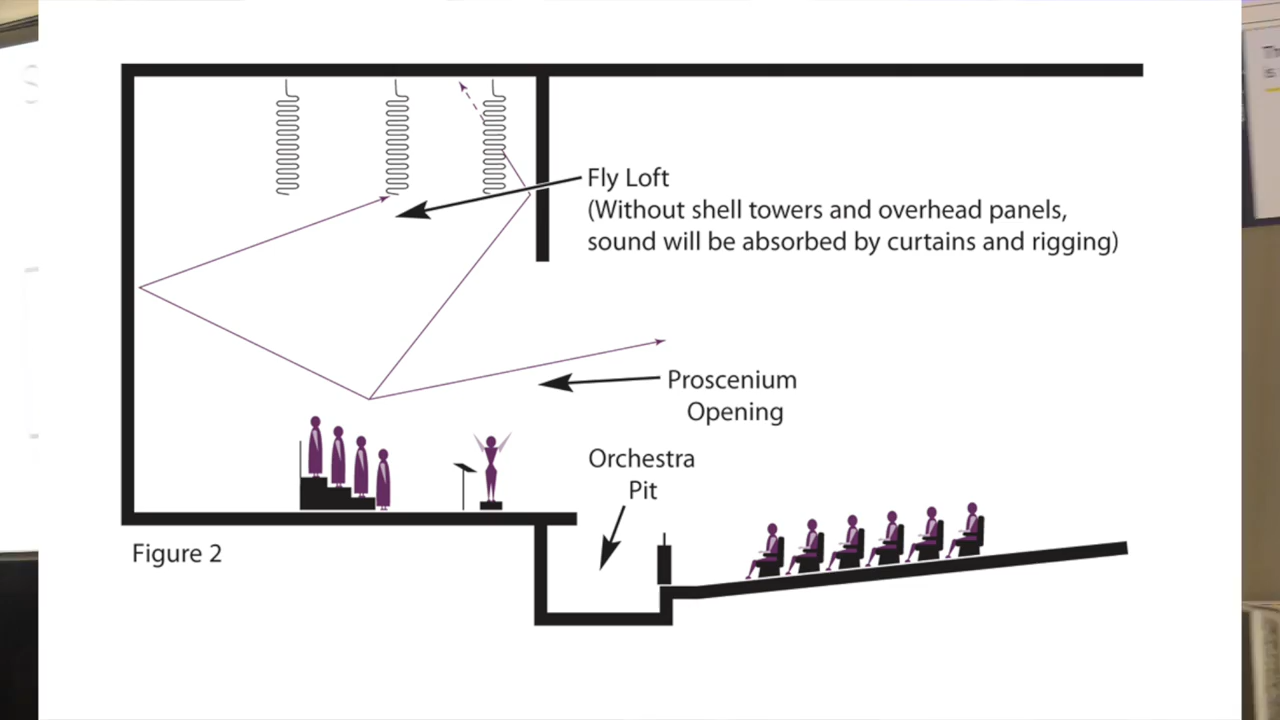 Fly Loft
(Without shell towers and overhead panels,
sound will be absorbed by curtains and rigging)
Proscenium
Opening
Orchestra
Pit
Figure 2